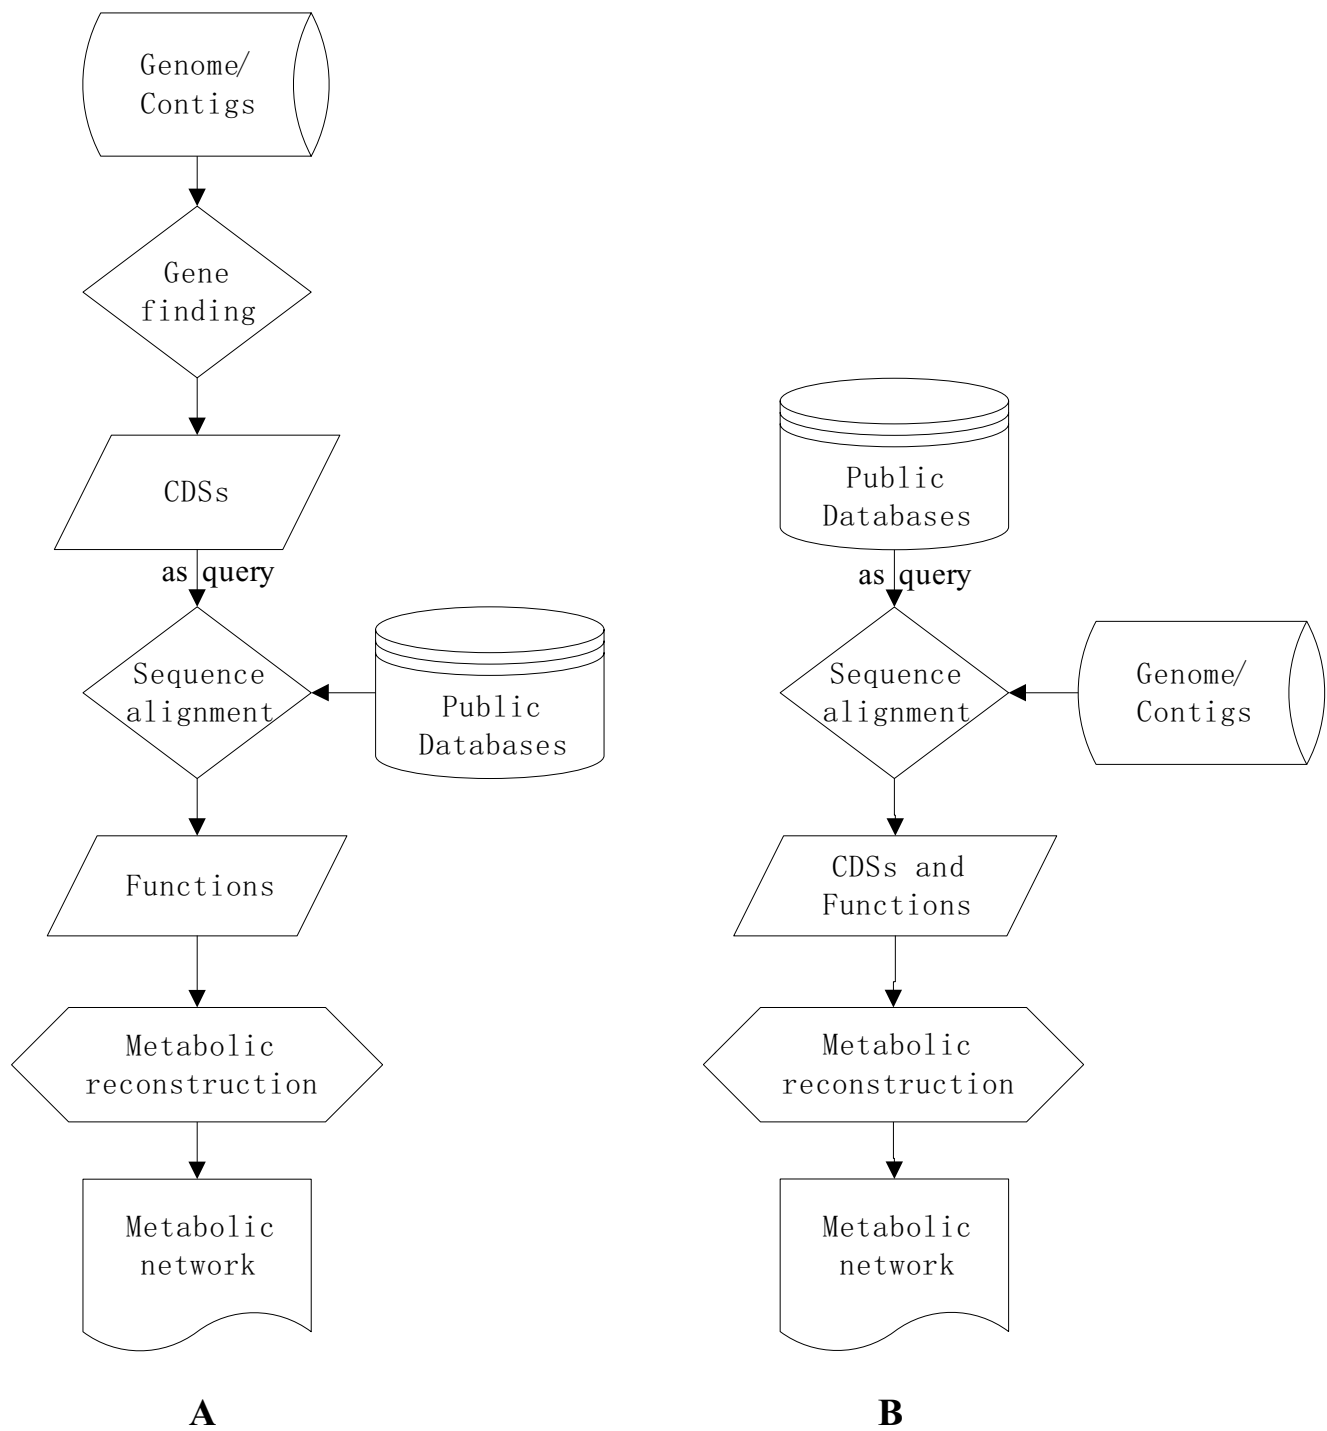 Genome/
Contigs
Gene
finding
CDSs
as query
Sequence
alignment
Public
Databases
Functions
Metabolic
reconstruction
Metabolic
network
A
Public
Databases
as query
Sequence
alignment
Genome/
Contigs
CDSs and
Functions
Metabolic
reconstruction
Metabolic
network
B